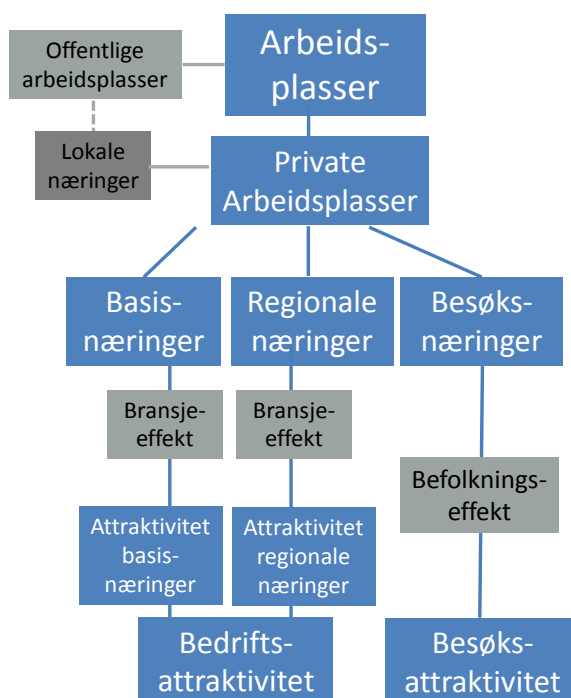 Offentlige
arbeidsplasser
Arbeids-
plasser
Lokale
næringer
Private
Arbeidsplasser
Basis-
næringer
Regionale
næringer
Besøks-
næringer
Bransje-
effekt
Bransje-
effekt
Befolknings-
effekt
Attraktivitet
basis-
næringer
Attraktivitet
regionale
næringer
Bedrifts-
attraktivitet
Besøks-
attraktivitet